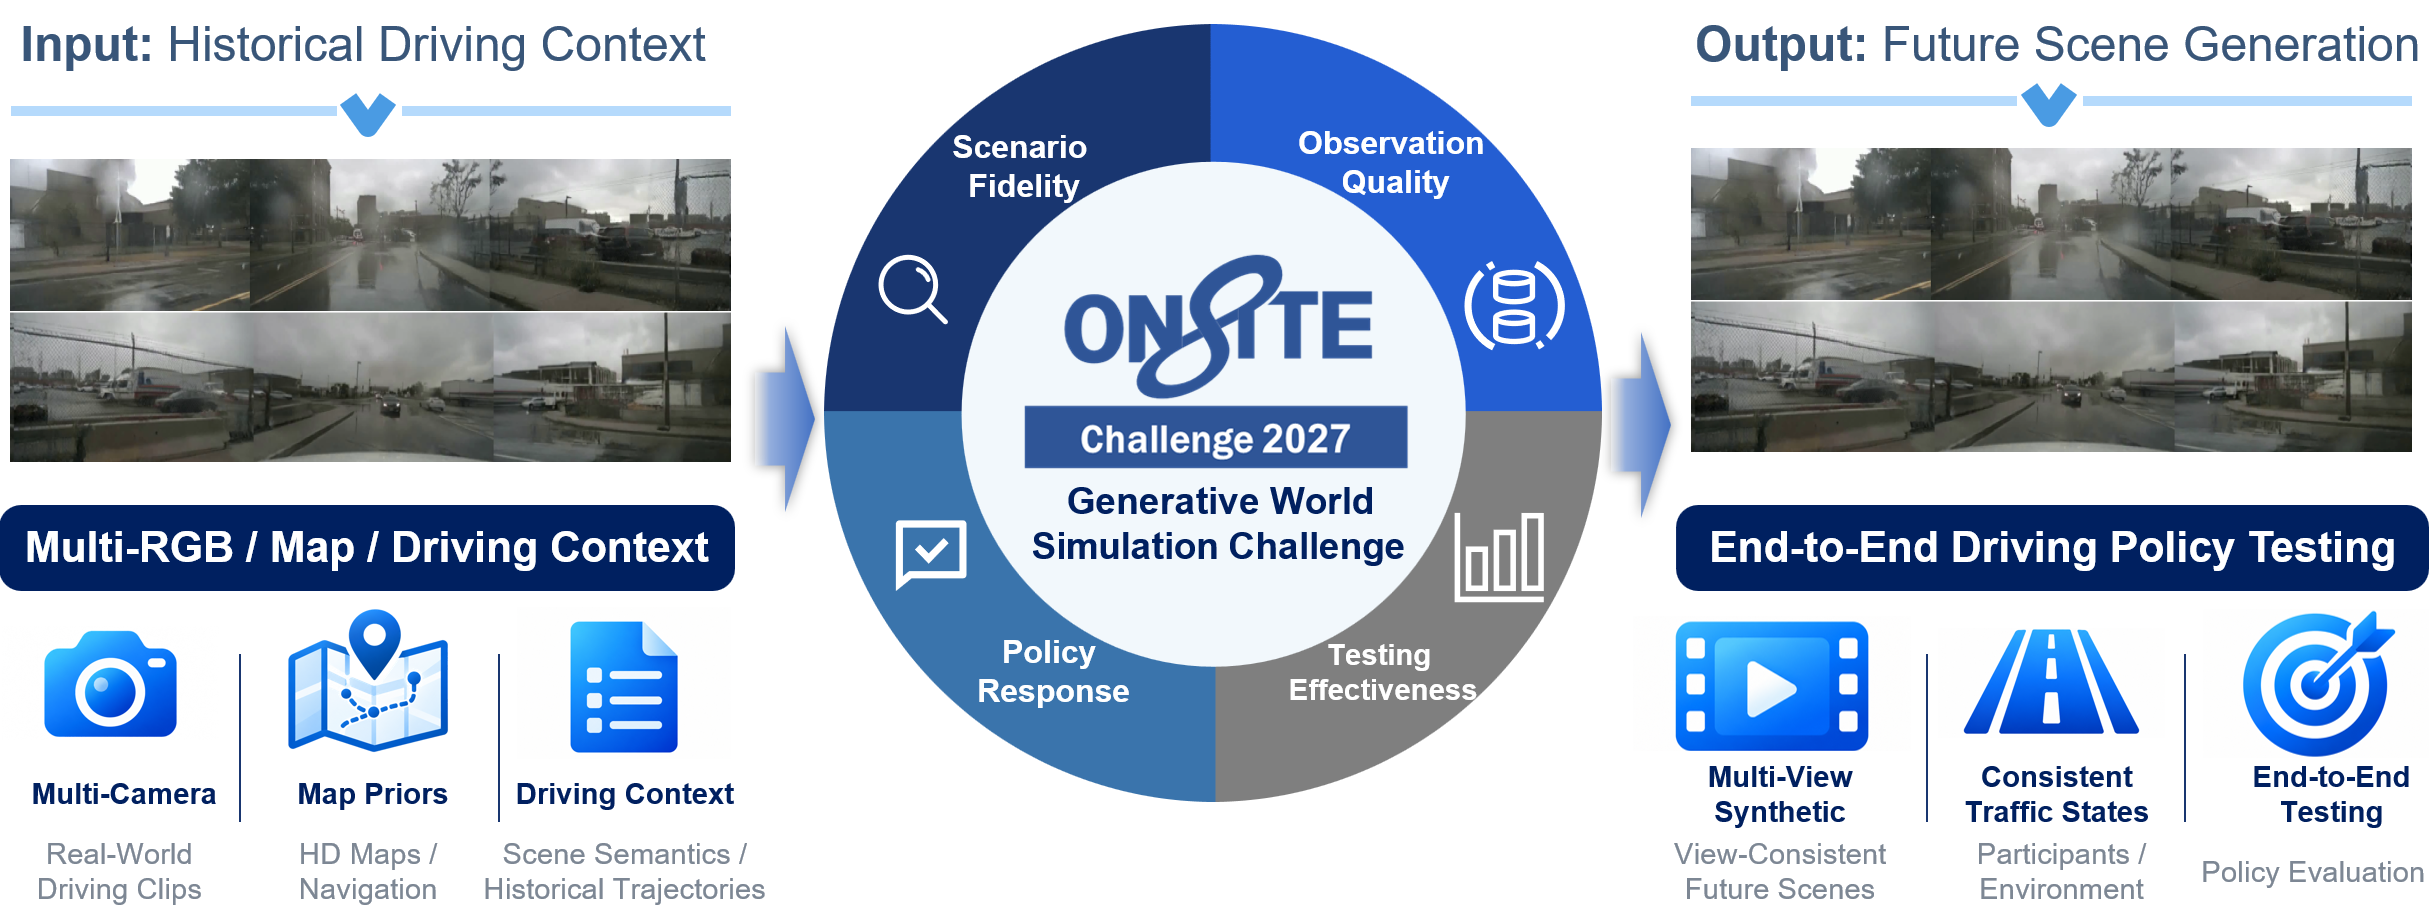 Input: Historical Driving Context
Multi-RGB / Map / Driving Context
Multi-Camera
Real-World
Driving Clips
Map Priors
HD Maps /
Navigation
Driving Context
Scene Semantics /
Historical Trajectories
Scenario
Fidelity
Observation
Quality
ONSITE
Challenge 2027
Generative World
Simulation Challenge
Policy
Response
Testing
Effectiveness
Output: Future Scene Generation
End-to-End Driving Policy Testing
Multi-View
Synthetic
View-Consistent
Future Scenes
Consistent
Traffic States
Participants /
Environment
End-to-End
Testing
Policy Evaluation